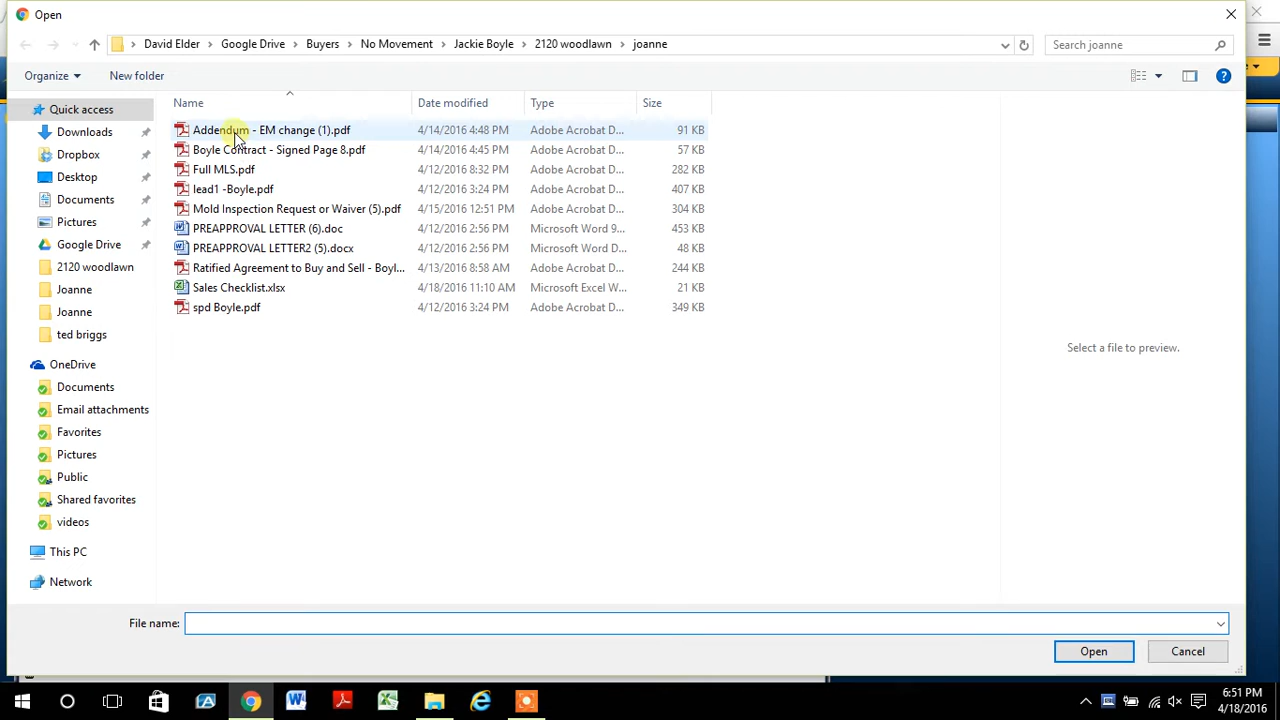 Open
David Elder
Google Drive
Buyers
No Movement
Jackie Boyle
2120 woodlawn
joanne
Search joanne
Organize
New folder
Name
Date modified
Type
Size
Quick access
Downloads
Dropbox
Desktop
Documents
Pictures
Google Drive
2120 woodlawn
Joanne
Joanne
ted briggs
OneDrive
Documents
Email attachments
Favorites
Pictures
Public
Shared favorites
videos
This PC
Network
Addendum - EM change (1).pdf 4/14/2016 4:48 PM Adobe Acrobat D... 91 KB
Boyle Contract - Signed Page 8.pdf 4/14/2016 4:45 PM Adobe Acrobat D... 57 KB
Full MLS.pdf 4/12/2016 8:32 PM Adobe Acrobat D... 282 KB
lead1 -Boyle.pdf 4/12/2016 3:24 PM Adobe Acrobat D... 407 KB
Mold Inspection Request or Waiver (5).pdf 4/15/2016 12:51 PM Adobe Acrobat D... 304 KB
PREAPPROVAL LETTER (6).doc 4/12/2016 2:56 PM Microsoft Word 9... 453 KB
PREAPPROVAL LETTER2 (5).docx 4/12/2016 2:56 PM Microsoft Word D... 48 KB
Ratified Agreement to Buy and Sell - Boyl... 4/13/2016 8:58 AM Adobe Acrobat D... 244 KB
Sales Checklist.xlsx 4/18/2016 11:10 AM Microsoft Excel W... 21 KB
spd Boyle.pdf 4/12/2016 3:24 PM Adobe Acrobat D... 349 KB
Select a file to preview.
File name:
Open
Cancel
6:51 PM
4/18/2016